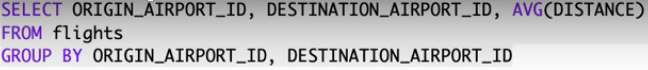 SELECT ORIGIN_AIRPORT_ID, DESTINATION_AIRPORT_ID, AVG(DISTANCE)
FROM flights
GROUP BY ORIGIN_AIRPORT_ID, DESTINATION_AIRPORT_ID